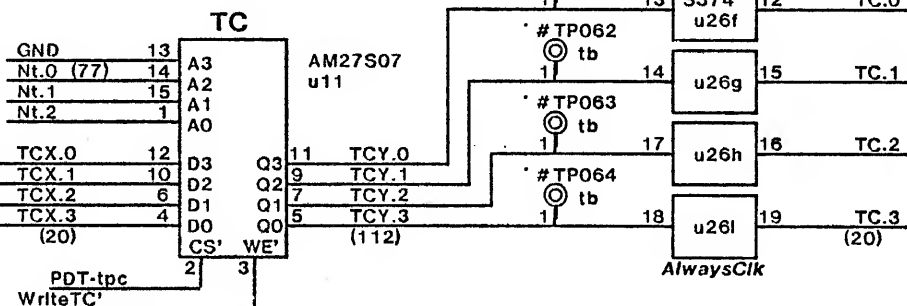 TC
13 S374 12 TC.0
u26f
#TP062
tb
GND 13 A3
Nt.0 (77) 14 A2
Nt.1 15 A1
Nt.2 1 A0
AM27S07
u11
1 14 u26g 15 TC.1
#TP063
tb
TCX.0 12 D3 Q3 11 TCY.0
1 17 u26h 16 TC.2
TCX.1 10 D2 Q2 9 TCY.1
#TP064
tb
TCX.2 6 D1 Q1 7 TCY.2
TCX.3 4 D0 Q0 5 TCY.3
1 18 u26i 19 TC.3
(20) (112) (20)
CS' WE'
2 3
AlwaysClk
PDT-tpc
WriteTC'